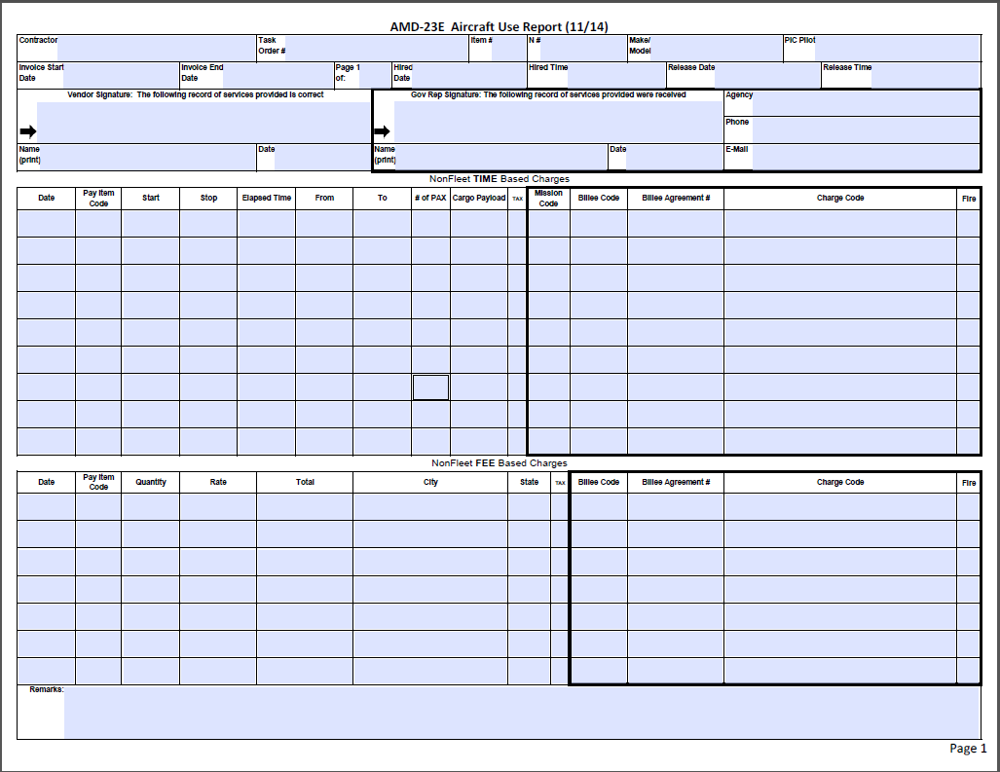 AMD-23E Aircraft Use Report (11/14)
Contractor Task Order # Item # N # Make/ Model PIC Pilot
Invoice Start Date Invoice End Date Page 1 of: Hired Date Hired Time Release Date Release Time
Vendor Signature: The following record of services provided is correct
Gov Rep Signature: The following record of services provided were received
Agency
Phone
Name (print) Date Name (print) Date E-Mail
NonFleet TIME Based Charges
Date Pay Item Code Start Stop Elapsed Time From To # of PAX Cargo Payload TAX Mission Code Billee Code Billee Agreement # Charge Code Fire
NonFleet FEE Based Charges
Date Pay Item Code Quantity Rate Total City State TAX Billee Code Billee Agreement # Charge Code Fire
Remarks:
Page 1